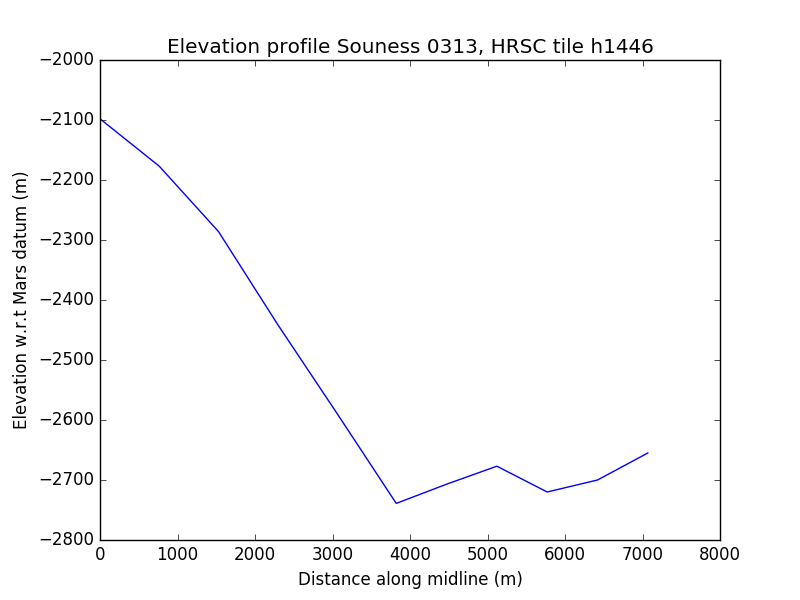 Elevation profile Souness 0313, HRSC tile h1446
−2000
−2100
−2200
−2300
−2400
−2500
−2600
−2700
−2800
Elevation w.r.t Mars datum (m)
0 1000 2000 3000 4000 5000 6000 7000 8000
Distance along midline (m)